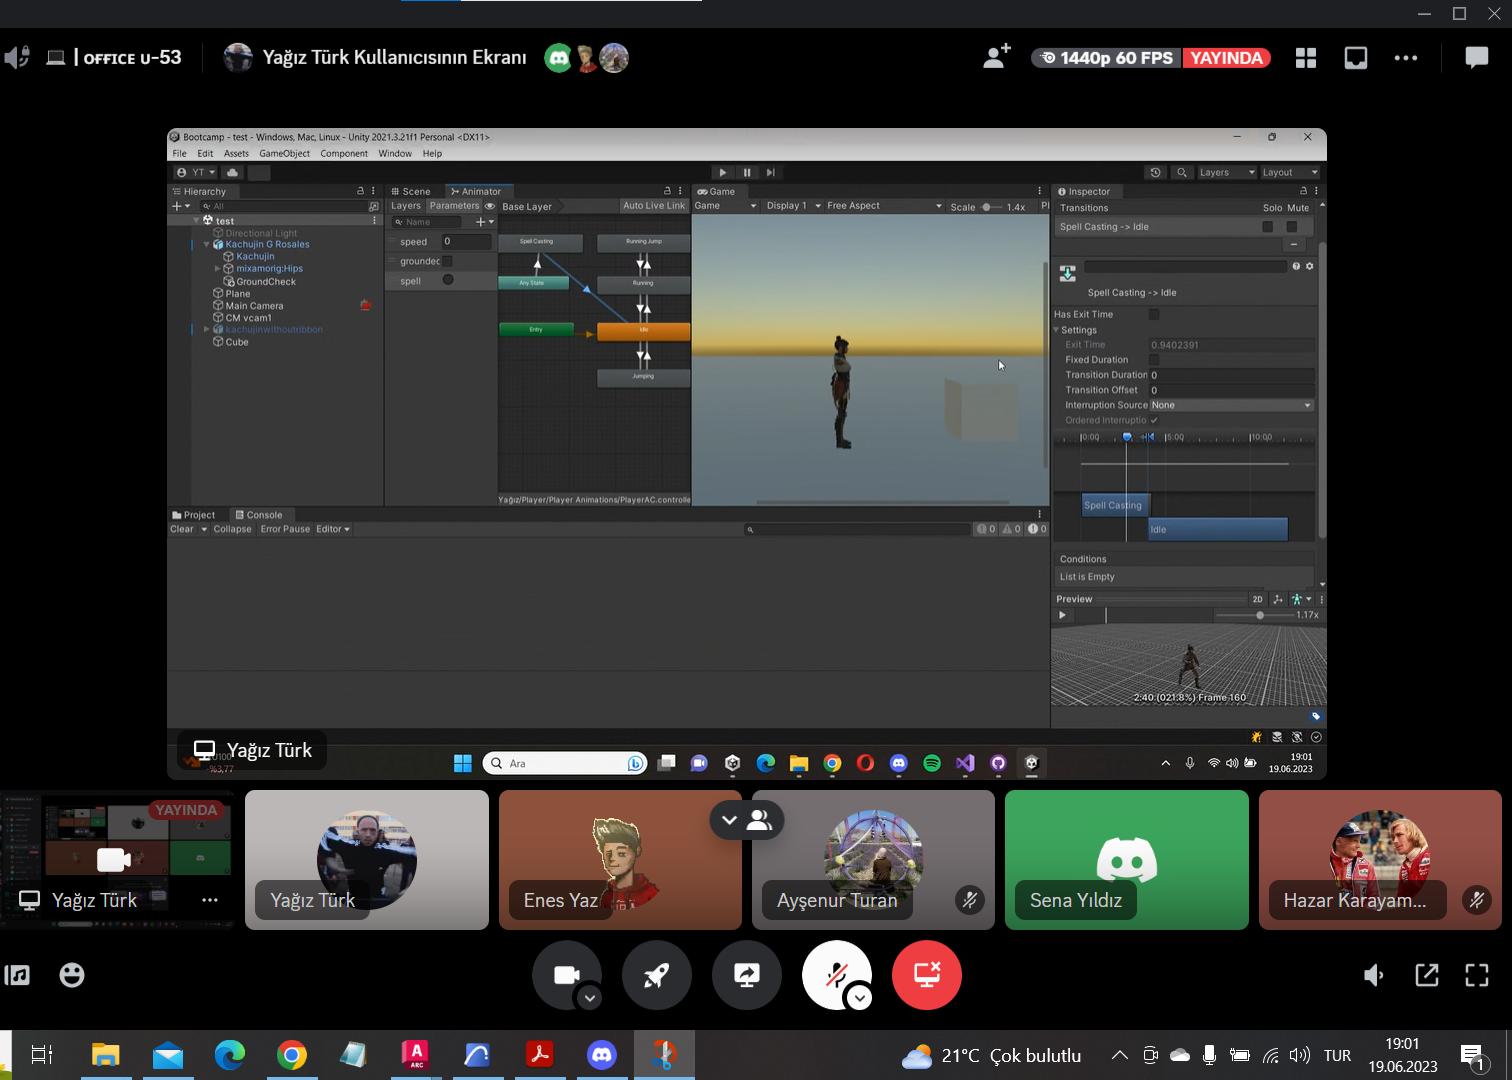 | OFFICE U-53
Yağız Türk Kullanıcısının Ekranı
1440p 60 FPS YAYINDA
Bootcamp - test - Windows, Mac, Linux - Unity 2021.3.21f1 Personal <DX11>
File Edit Assets GameObject Component Window Help
YT
Layers
Layout
Hierarchy
All
test
Directional Light
Kachujin G Rosales
Kachujin
mixamorig:Hips
GroundCheck
Plane
Main Camera
CM vcam1
kachujinwithoutribbon
Cube
Scene
Animator
Layers Parameters
Base Layer
Auto Live Link
Name
speed 0
groundec
spell
Spell Casting
Running Jump
Any State
Running
Entry
Idle
Jumping
Yağız/Player/Player Animations/PlayerAC.controlle
Game
Game
Display 1
Free Aspect
Scale 1.4x
Pl
Inspector
Transitions Solo Mute
Spell Casting -> Idle
Spell Casting -> Idle
Has Exit Time
Settings
Exit Time 0.9402391
Fixed Duration
Transition Duration 0
Transition Offset 0
Interruption Source None
Ordered Interruptio
0:00 5:00 10:00
Spell Casting
Idle
Conditions
List is Empty
Preview 2D
1.17x
2:40 (021.8%) Frame 160
Project
Console
Clear Collapse Error Pause Editor
0 0 0
Yağız Türk
-%3,77
Ara
19:01
19.06.2023
YAYINDA
Yağız Türk
Yağız Türk
Enes Yaz
Ayşenur Turan
Sena Yıldız
Hazar Karayam...
A
ARC
21°C Çok bulutlu
TUR
19:01
19.06.2023
1